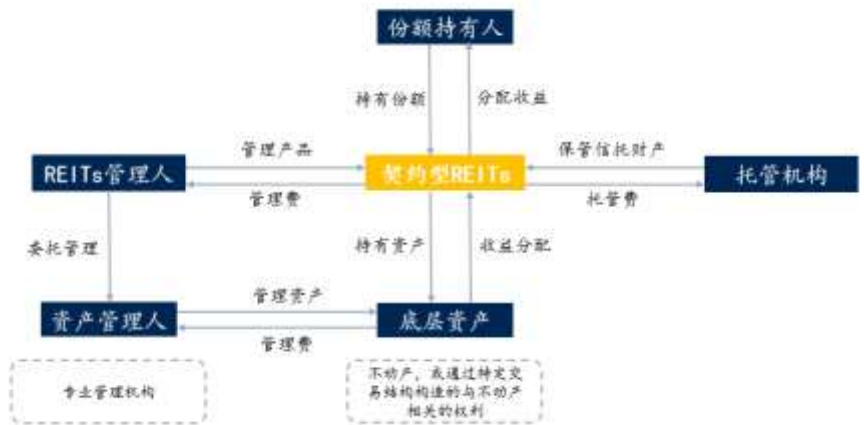 份额持有人
持有份额
分配收益
管理产品
保管信托财产
REITs管理人
契约型REITs
托管机构
管理费
托管费
委托管理
持有资产
收益分配
管理资产
资产管理人
底层资产
管理费
专业管理机构
不动产，或通过特定交
易结构构造的与不动产
相关的权利